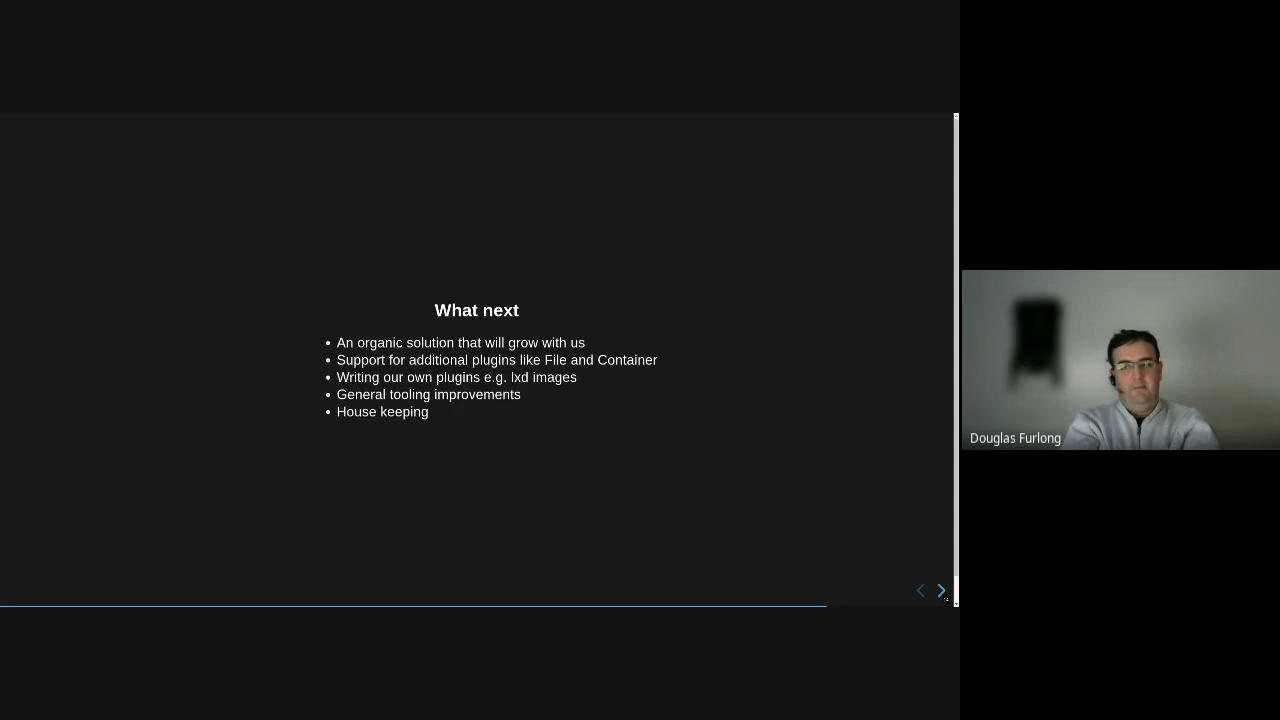 What next
An organic solution that will grow with us
Support for additional plugins like File and Container
Writing our own plugins e.g. lxd images
General tooling improvements
House keeping
Douglas Furlong